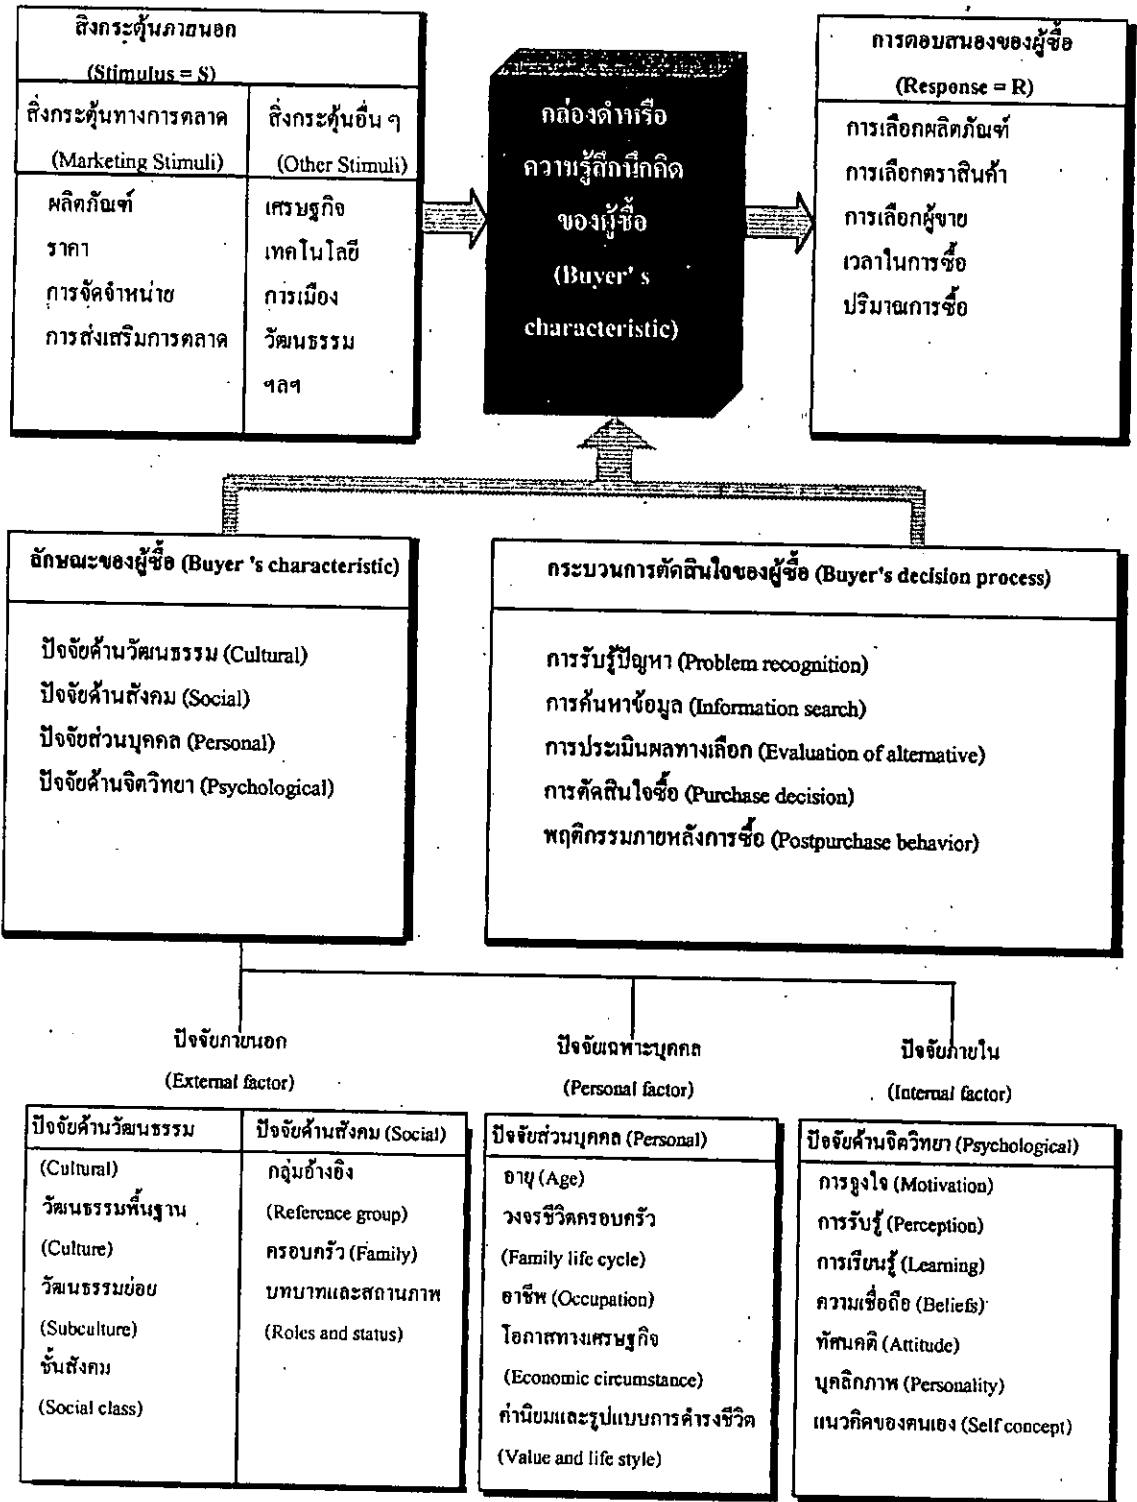 สิ่งกระตุ้นภายนอก
(Stimulus = S)
สิ่งกระตุ้นทางการตลาด
(Marketing Stimuli)
ผลิตภัณฑ์
ราคา
การจัดจำหน่าย
การส่งเสริมการตลาด
สิ่งกระตุ้นอื่น ๆ
(Other Stimuli)
เศรษฐกิจ
เทคโนโลยี
การเมือง
วัฒนธรรม
ฯลฯ
กล่องดำหรือ
ความรู้สึกนึกคิด
ของผู้ซื้อ
(Buyer' s
characteristic)
การตอบสนองของผู้ซื้อ
(Response = R)
การเลือกผลิตภัณฑ์
การเลือกตราสินค้า
การเลือกผู้ขาย
เวลาในการซื้อ
ปริมาณการซื้อ
ลักษณะของผู้ซื้อ (Buyer 's characteristic)
ปัจจัยด้านวัฒนธรรม (Cultural)
ปัจจัยด้านสังคม (Social)
ปัจจัยส่วนบุคคล (Personal)
ปัจจัยด้านจิตวิทยา (Psychological)
กระบวนการตัดสินใจของผู้ซื้อ (Buyer's decision process)
การรับรู้ปัญหา (Problem recognition)
การค้นหาข้อมูล (Information search)
การประเมินผลทางเลือก (Evaluation of alternative)
การตัดสินใจซื้อ (Purchase decision)
พฤติกรรมภายหลังการซื้อ (Postpurchase behavior)
ปัจจัยภายนอก
(External factor)
ปัจจัยด้านวัฒนธรรม
(Cultural)
วัฒนธรรมพื้นฐาน
(Culture)
วัฒนธรรมย่อย
(Subculture)
ชั้นสังคม
(Social class)
ปัจจัยด้านสังคม (Social)
กลุ่มอ้างอิง
(Reference group)
ครอบครัว (Family)
บทบาทและสถานภาพ
(Roles and status)
ปัจจัยเฉพาะบุคคล
(Personal factor)
ปัจจัยส่วนบุคคล (Personal)
อายุ (Age)
วงจรชีวิตครอบครัว
(Family life cycle)
อาชีพ (Occupation)
โอกาสทางเศรษฐกิจ
(Economic circumstance)
ค่านิยมและรูปแบบการดำรงชีวิต
(Value and life style)
ปัจจัยภายใน
(Internal factor)
ปัจจัยด้านจิตวิทยา (Psychological)
การจูงใจ (Motivation)
การรับรู้ (Perception)
การเรียนรู้ (Learning)
ความเชื่อถือ (Beliefs)
ทัศนคติ (Attitude)
บุคลิกภาพ (Personality)
แนวคิดของตนเอง (Self concept)